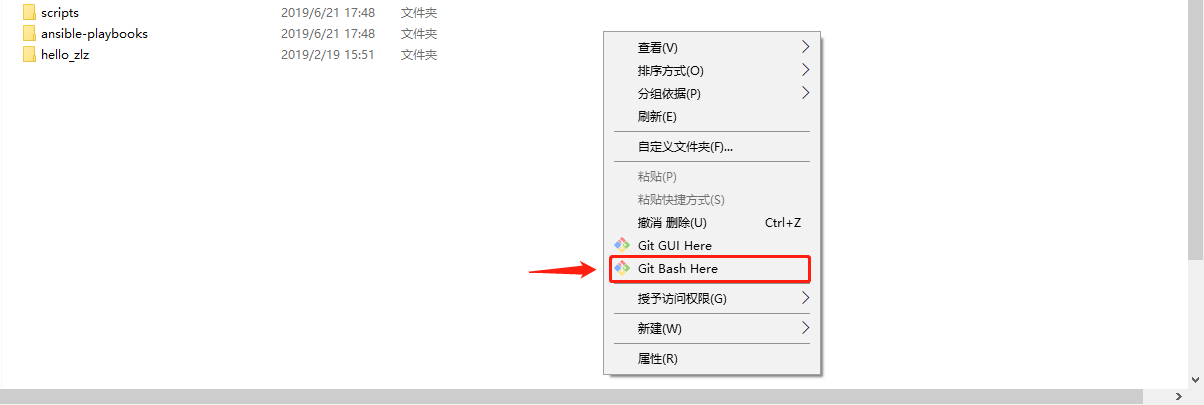 scripts 2019/6/21 17:48 文件夹
ansible-playbooks 2019/6/21 17:48 文件夹
hello_zlz 2019/2/19 15:51 文件夹
查看(V)
排序方式(O)
分组依据(P)
刷新(E)
自定义文件夹(F)...
粘贴(P)
粘贴快捷方式(S)
撤消 删除(U) Ctrl+Z
Git GUI Here
Git Bash Here
授予访问权限(G)
新建(W)
属性(R)